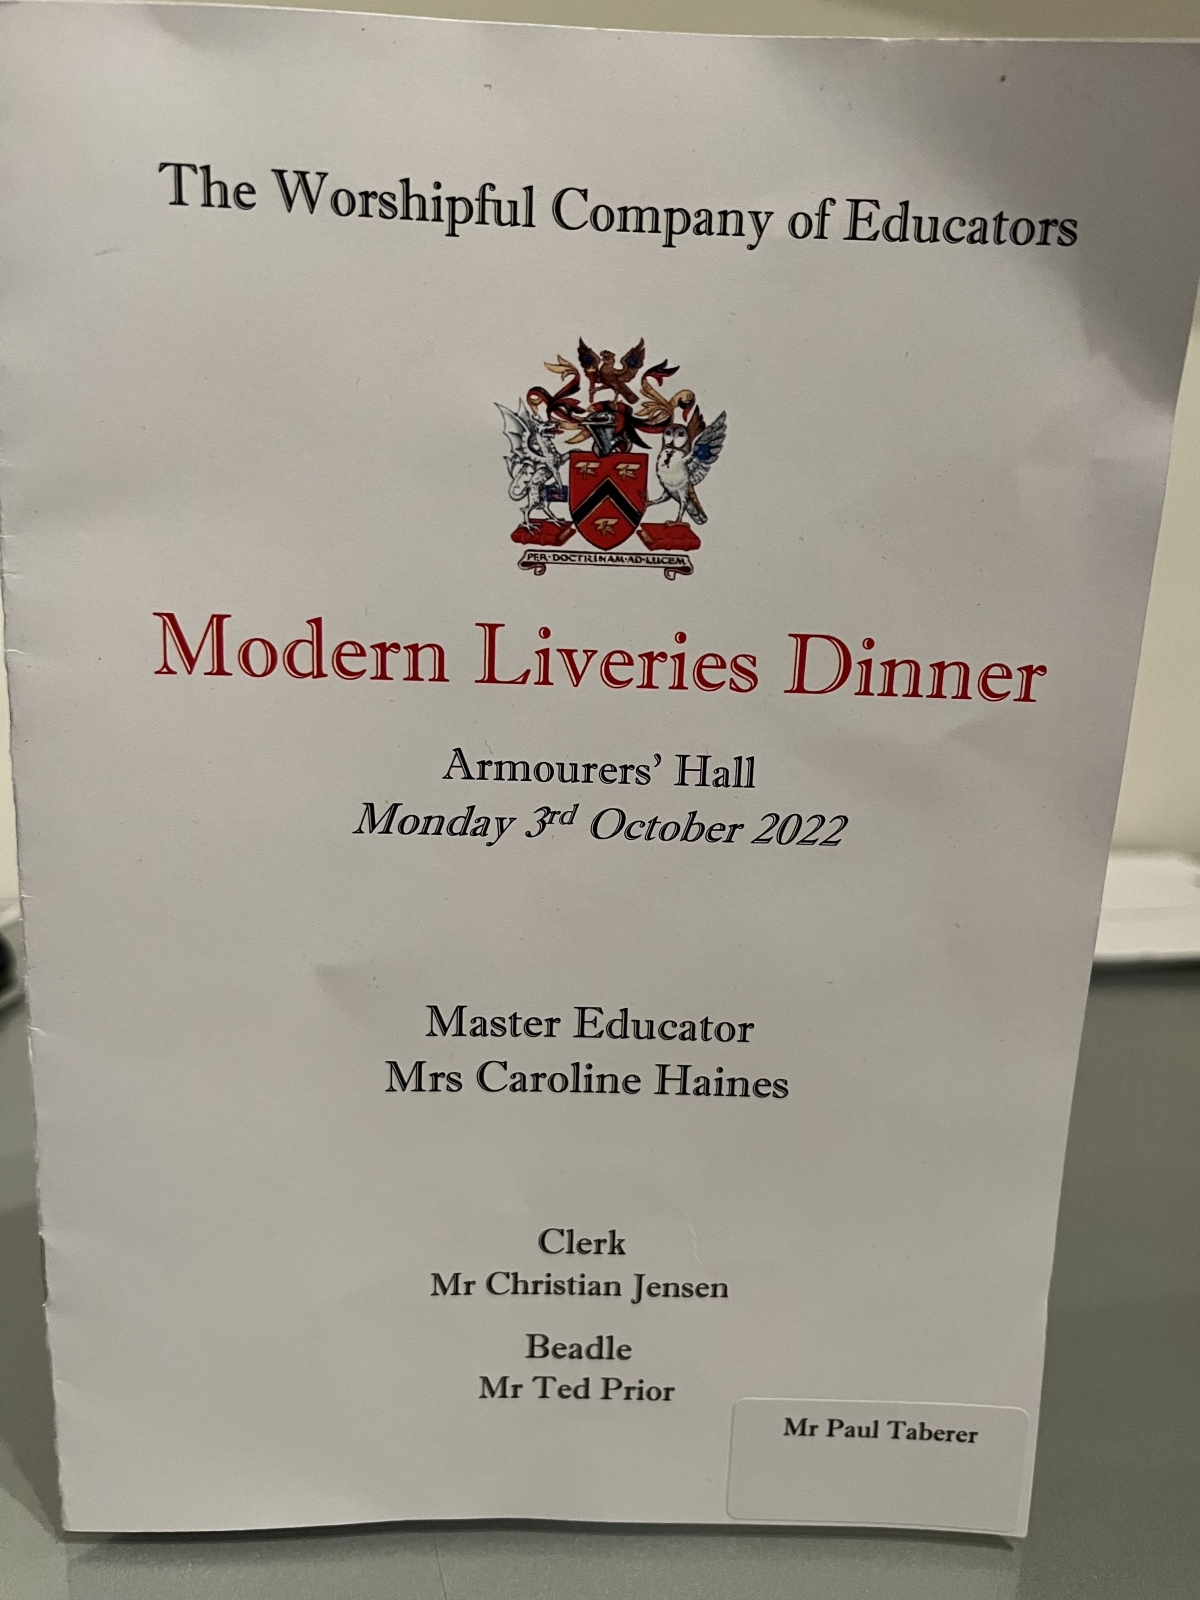 The Worshipful Company of Educators
PER·DOCTRINAM·AD·LUCEM
Modern Liveries Dinner
Armourers' Hall
Monday 3rd October 2022
Master Educator
Mrs Caroline Haines
Clerk
Mr Christian Jensen
Beadle
Mr Ted Prior
Mr Paul Taberer